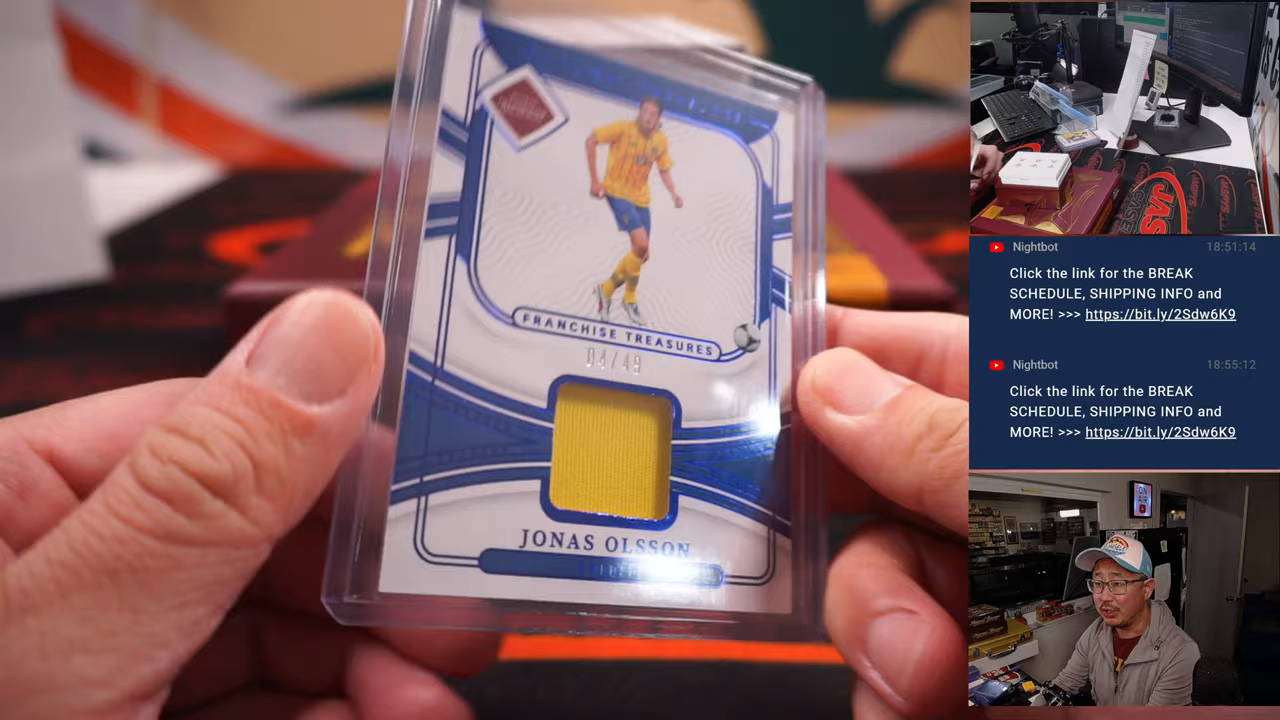 FRANCHISE TREASURES
04/49
JONAS OLSSON
Nightbot
18:51:14
Click the link for the BREAK
SCHEDULE, SHIPPING INFO and
MORE! >>> https://bit.ly/2Sdw6K9
Nightbot
18:55:12
Click the link for the BREAK
SCHEDULE, SHIPPING INFO and
MORE! >>> https://bit.ly/2Sdw6K9
ON
AIR